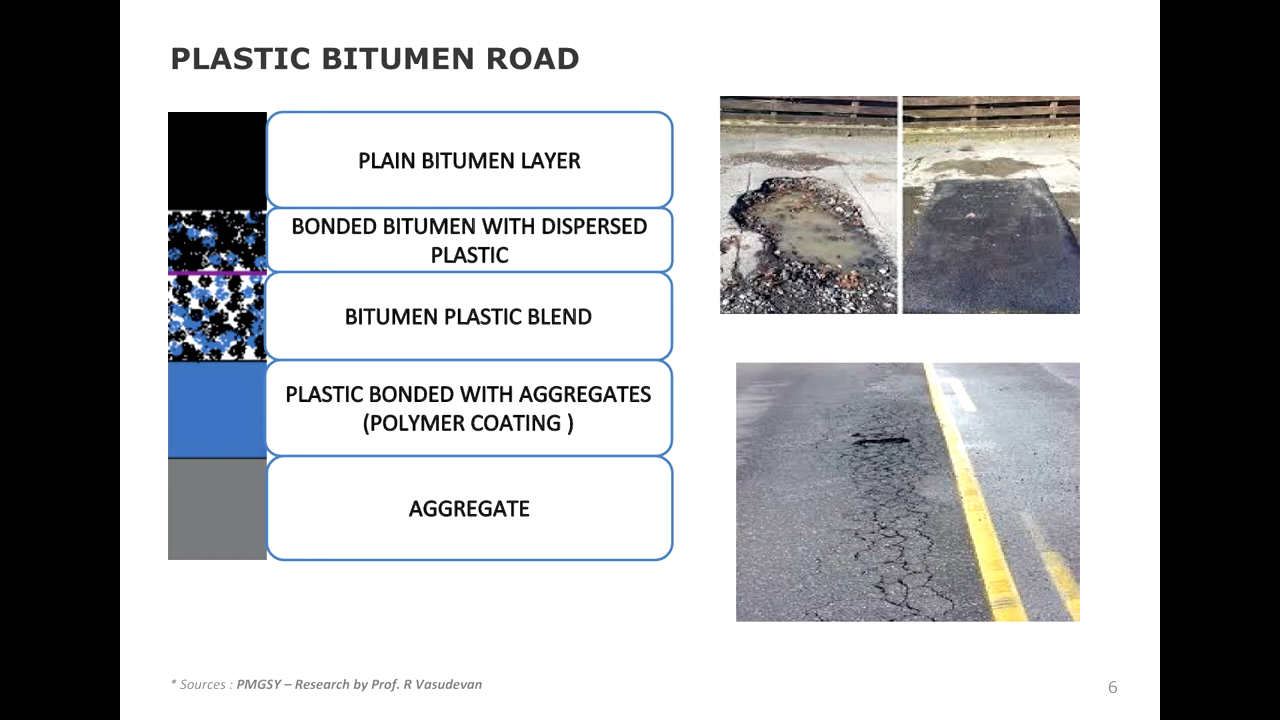 PLASTIC BITUMEN ROAD
PLAIN BITUMEN LAYER
BONDED BITUMEN WITH DISPERSED
PLASTIC
BITUMEN PLASTIC BLEND
PLASTIC BONDED WITH AGGREGATES
(POLYMER COATING )
AGGREGATE
* Sources : PMGSY – Research by Prof. R Vasudevan
6